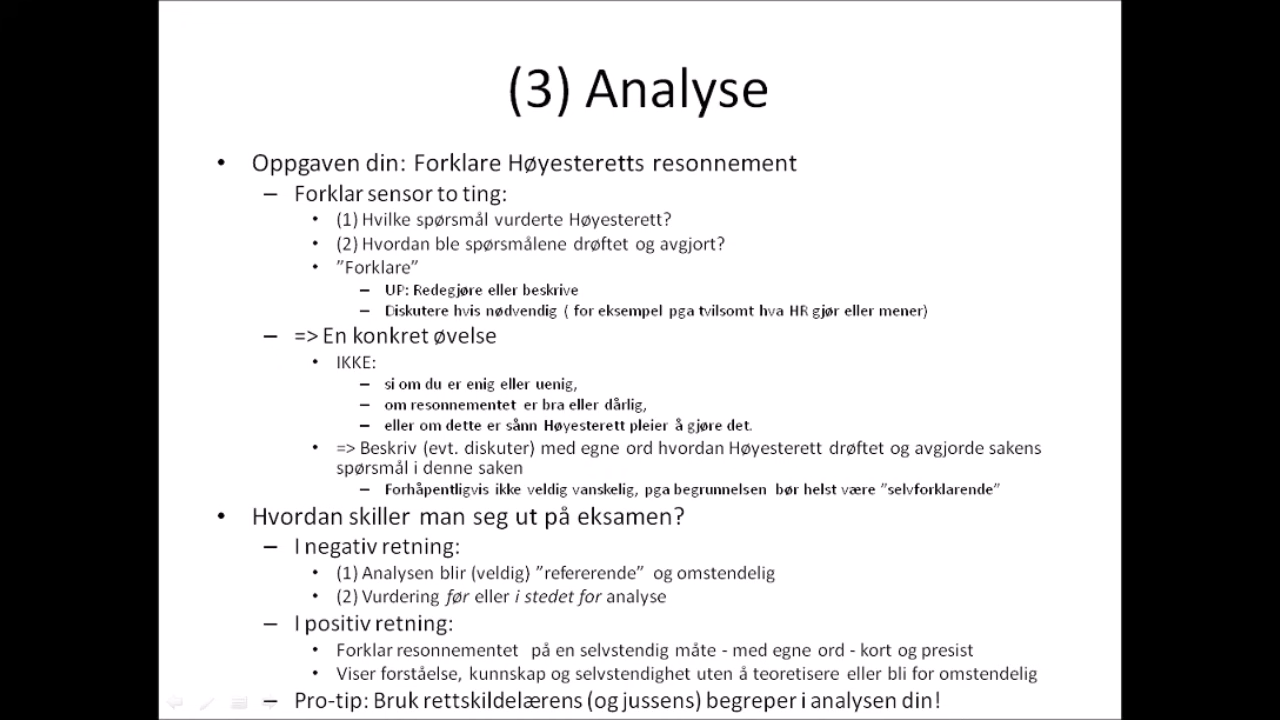 (3) Analyse
• Oppgaven din: Forklare Høyesteretts resonnement
– Forklar sensor to ting:
• (1) Hvilke spørsmål vurderte Høyesterett?
• (2) Hvordan ble spørsmålene drøftet og avgjort?
• ”Forklare”
– UP: Redegjøre eller beskrive
– Diskutere hvis nødvendig ( for eksempel pga tvilsomt hva HR gjør eller mener)
– => En konkret øvelse
• IKKE:
– si om du er enig eller uenig,
– om resonnementet er bra eller dårlig,
– eller om dette er sånn Høyesterett pleier å gjøre det.
• => Beskriv (evt. diskuter) med egne ord hvordan Høyesterett drøftet og avgjorde sakens
spørsmål i denne saken
– Forhåpentligvis ikke veldig vanskelig, pga begrunnelsen bør helst være ”selvforklarende”
• Hvordan skiller man seg ut på eksamen?
– I negativ retning:
• (1) Analysen blir (veldig) ”refererende” og omstendelig
• (2) Vurdering før eller i stedet for analyse
– I positiv retning:
• Forklar resonnementet på en selvstendig måte - med egne ord - kort og presist
• Viser forståelse, kunnskap og selvstendighet uten å teoretisere eller bli for omstendelig
– Pro-tip: Bruk rettskildelærens (og jussens) begreper i analysen din!